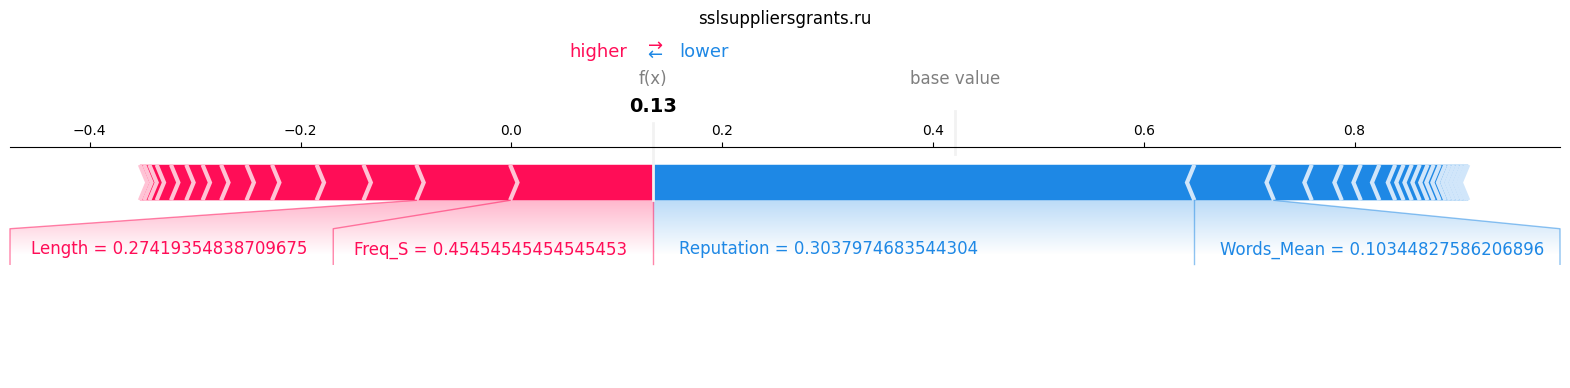 sslsuppliersgrants.ru
higher ⇄ lower
f(x) base value
0.13
−0.4 −0.2 0.0 0.2 0.4 0.6 0.8
Length = 0.27419354838709675 Freq_S = 0.45454545454545453 Reputation = 0.3037974683544304 Words_Mean = 0.10344827586206896